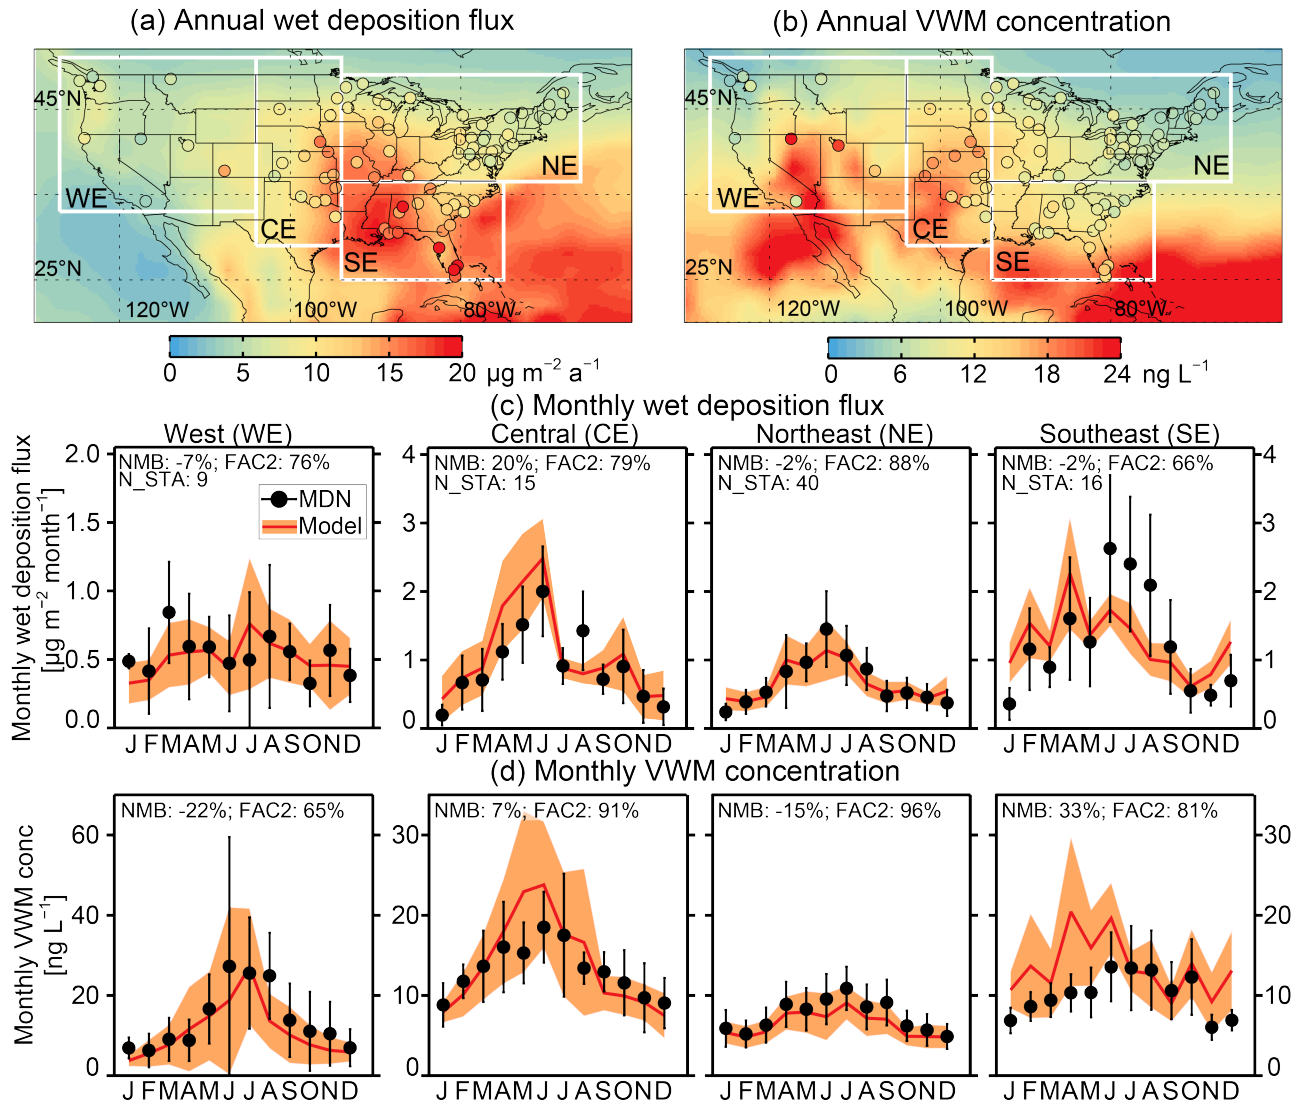 (a) Annual wet deposition flux
(b) Annual VWM concentration
45°N
25°N
120°W
100°W
80°W
WE
CE
SE
NE
45°N
25°N
120°W
100°W
80°W
WE
CE
SE
NE
0 5 10 15 20 µg m⁻² a⁻¹
0 6 12 18 24 ng L⁻¹
(c) Monthly wet deposition flux
West (WE)
Central (CE)
Northeast (NE)
Southeast (SE)
Monthly wet deposition flux
[µg m⁻² month⁻¹]
2.0
1.5
1.0
0.5
0.0
NMB: -7%; FAC2: 76%
N_STA: 9
MDN
Model
J F M A M J J A S O N D
4
3
2
1
0
NMB: 20%; FAC2: 79%
N_STA: 15
J F M A M J J A S O N D
NMB: -2%; FAC2: 88%
N_STA: 40
J F M A M J J A S O N D
NMB: -2%; FAC2: 66%
N_STA: 16
J F M A M J J A S O N D
4
3
2
1
0
(d) Monthly VWM concentration
Monthly VWM conc
[ng L⁻¹]
60
40
20
0
NMB: -22%; FAC2: 65%
J F M A M J J A S O N D
30
20
10
0
NMB: 7%; FAC2: 91%
J F M A M J J A S O N D
NMB: -15%; FAC2: 96%
J F M A M J J A S O N D
NMB: 33%; FAC2: 81%
J F M A M J J A S O N D
30
20
10
0